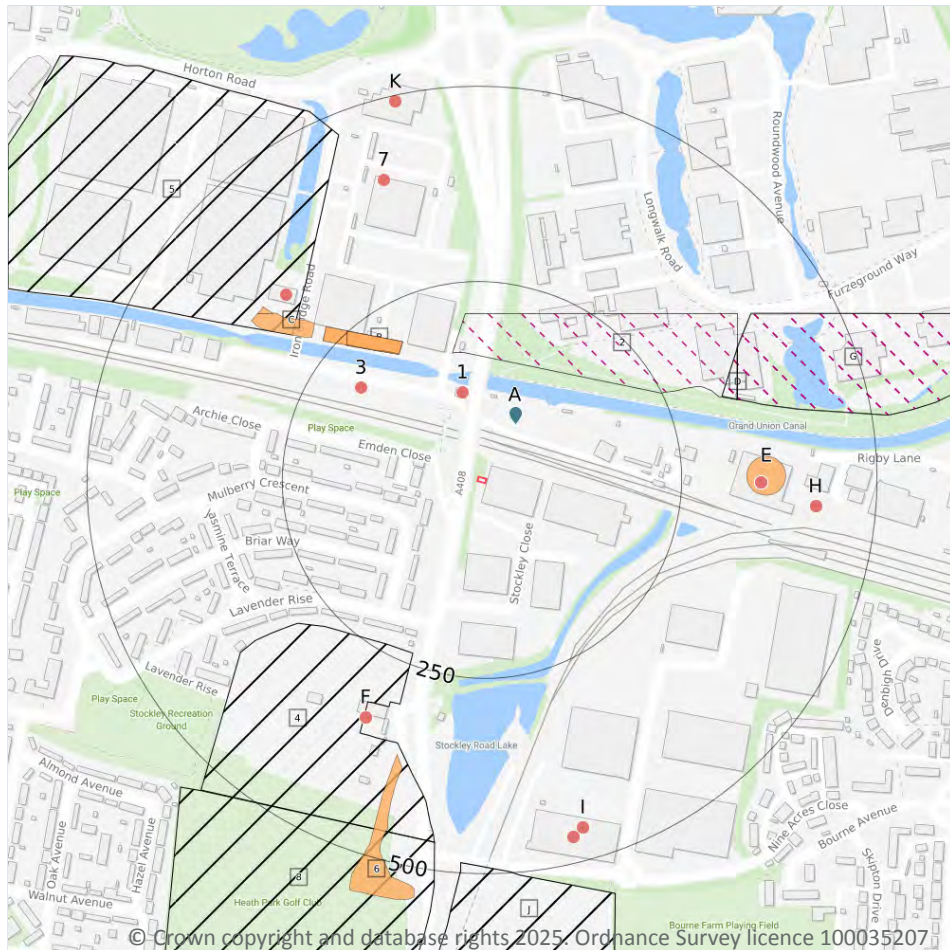 Horton Road
K
7
5
Roundwood Avenue
Longwalk Road
Furzeground Way
C
3
1
A
2
G
D
Grand Union Canal
Rigby Lane
Archie Close
Play Space
Emden Close
A408
E
H
Play Space
Mulberry Crescent
Jasmine Terrace
Briar Way
Stockley Close
Lavender Rise
250
Lavender Rise
Play Space
Stockley Recreation
Ground
4
F
Stockley Road Lake
Denbigh Drive
Almond Avenue
Oak Avenue
Hazel Avenue
Walnut Avenue
I
Nine Acres Close
Bourne Avenue
Skipton Drive
500
6
8
Heath Park Golf Club
J
Bourne Farm Playing Field
© Crown copyright and database rights 2025. Ordnance Survey licence 100035207.